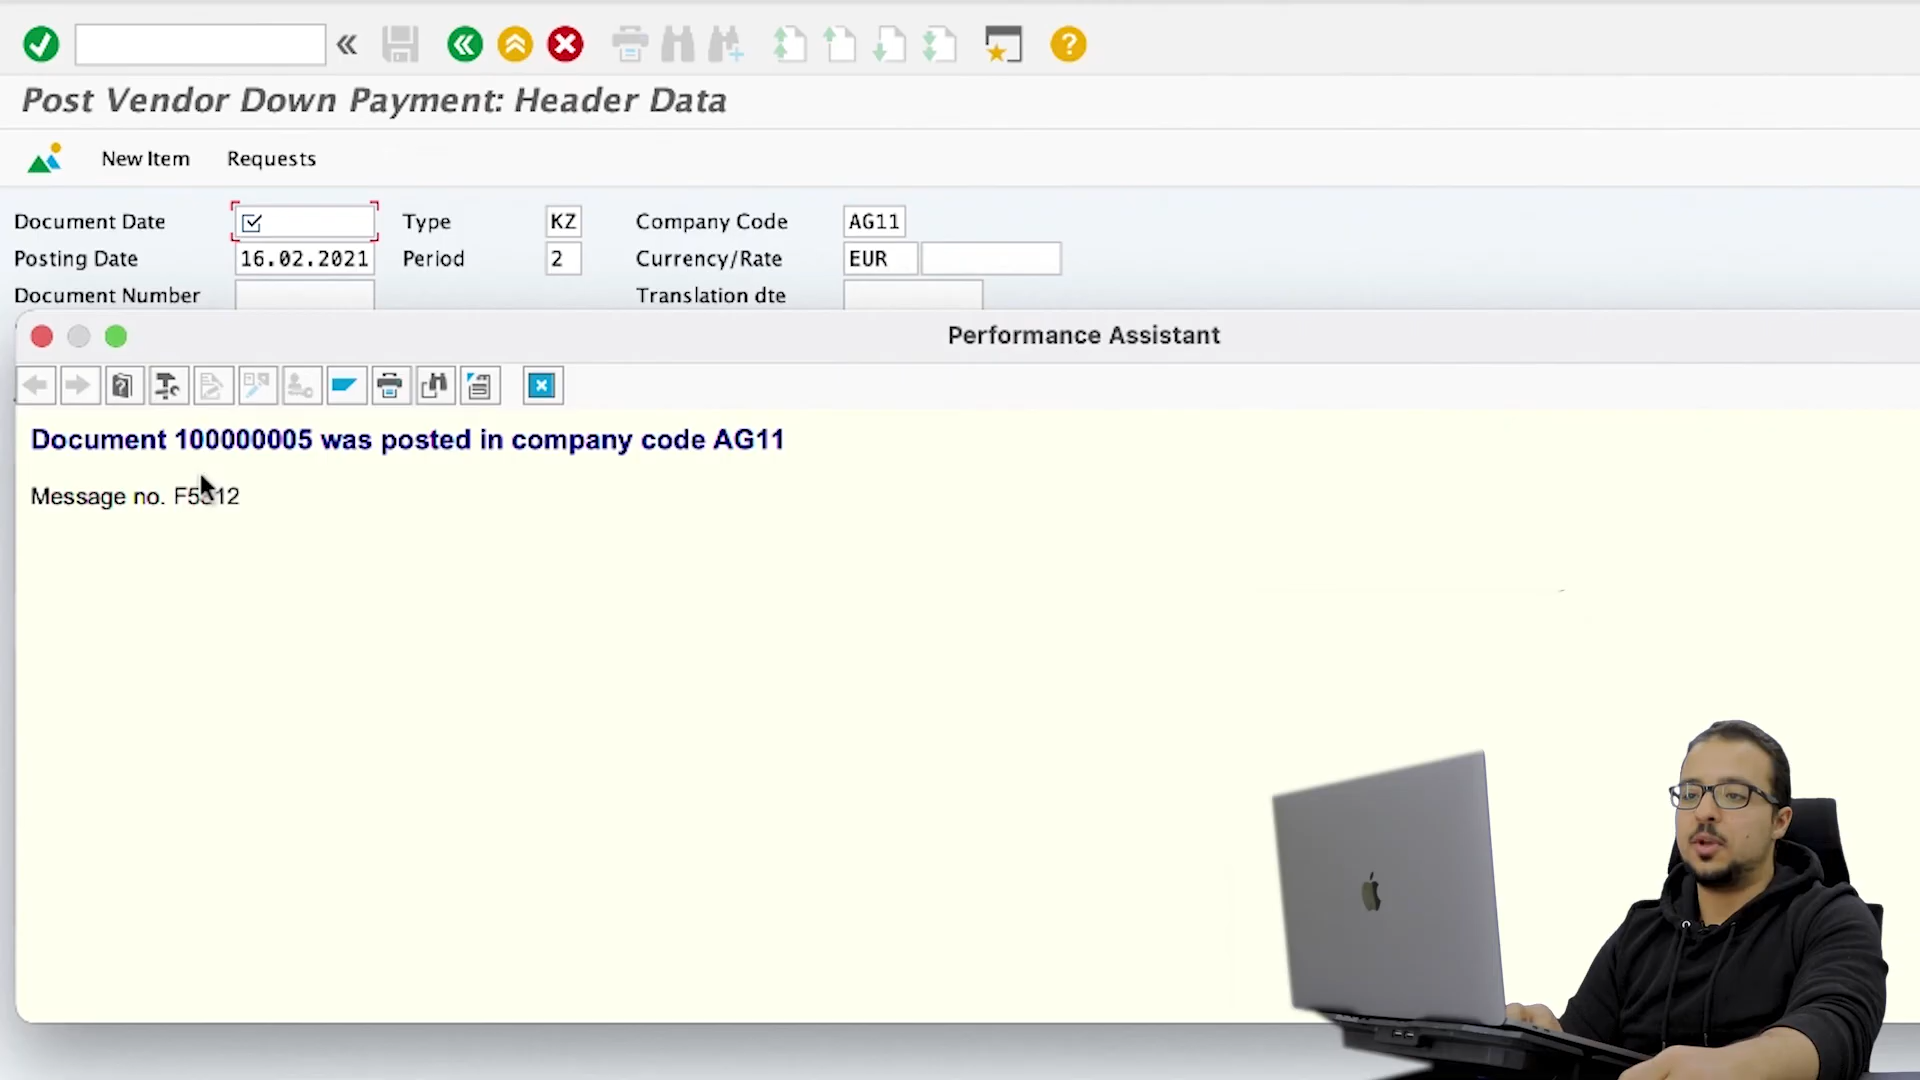 Post Vendor Down Payment: Header Data
New Item Requests
Document Date Type KZ Company Code AG11
Posting Date 16.02.2021 Period 2 Currency/Rate EUR
Document Number Translation dte
Performance Assistant
Document 100000005 was posted in company code AG11
Message no.